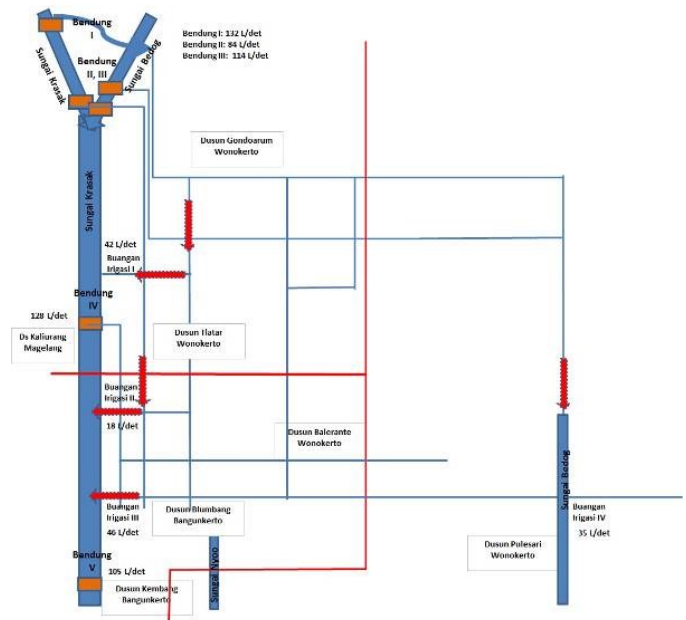 Bendung
I
Bendung I: 132 L/det
Bendung II: 84 L/det
Bendung III: 114 L/det
Sungai Krasak
Bendung
II, III
Sungai Bedog
Dusun Gondoarum
Wonokerto
Sungai Krasak
42 L/det
Buangan
Irigasi I
Bendung
IV
128 L/det
Ds Kaliurang
Magelang
Dusun Tlatar
Wonokerto
Buangan
Irigasi II
18 L/det
Dusun Balerante
Wonokerto
Sungai Bedog
Buangan
Irigasi III
46 L/det
Dusun Blumbang
Bangunkerto
Buangan
Irigasi IV
35 L/det
Dusun Pulesari
Wonokerto
Bendung
V
105 L/det
Sungai Nyoo
Dusun Kembang
Bangunkerto